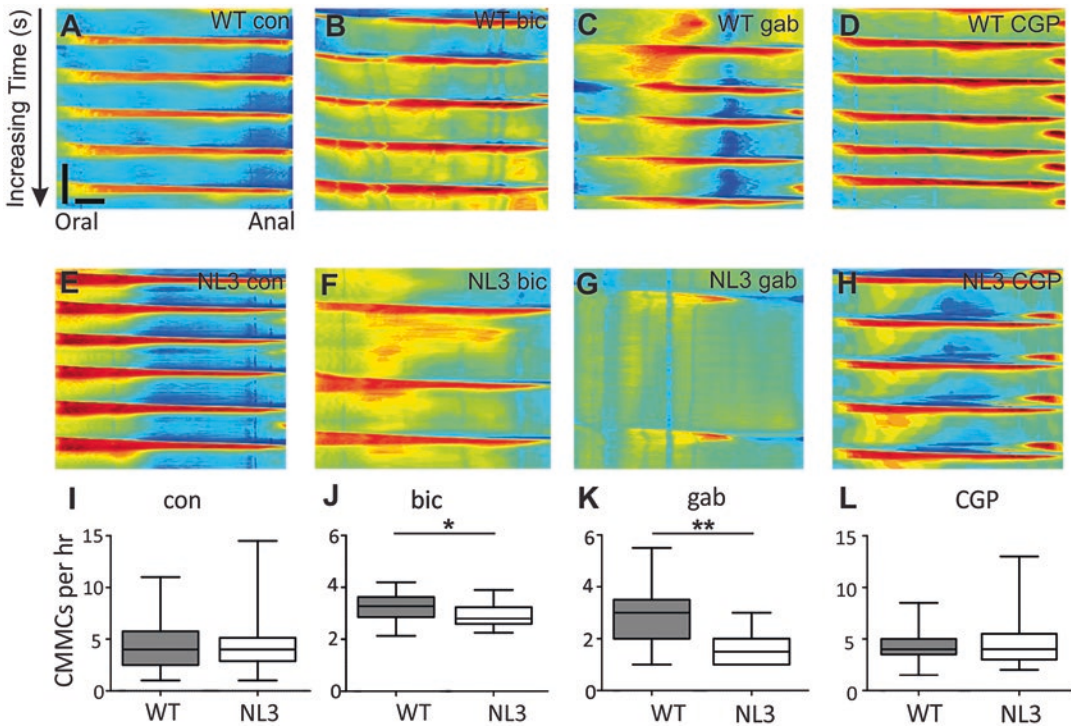 A WT con
B WT bic
C WT gab
D WT CGP
Increasing Time (s)
Oral Anal
E NL3 con
F NL3 bic
G NL3 gab
H NL3 CGP
I con
J bic
K gab
L CGP
CMMCs per hr
15
10
5
0
WT NL3
6
4
2
0
*
WT NL3
6
4
2
0
**
WT NL3
15
10
5
0
WT NL3